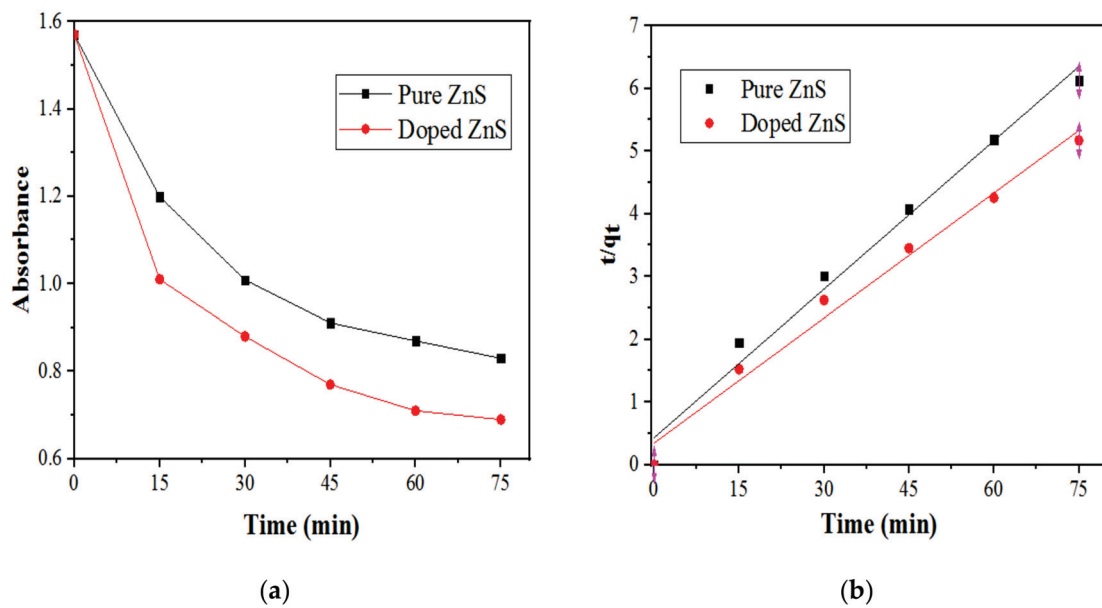 1.6
1.4
1.2
1.0
0.8
0.6
Absorbance
Pure ZnS
Doped ZnS
0 15 30 45 60 75
Time (min)
(a)
7
6
5
4
3
2
1
0
t/qt
Pure ZnS
Doped ZnS
0 15 30 45 60 75
Time (min)
(b)